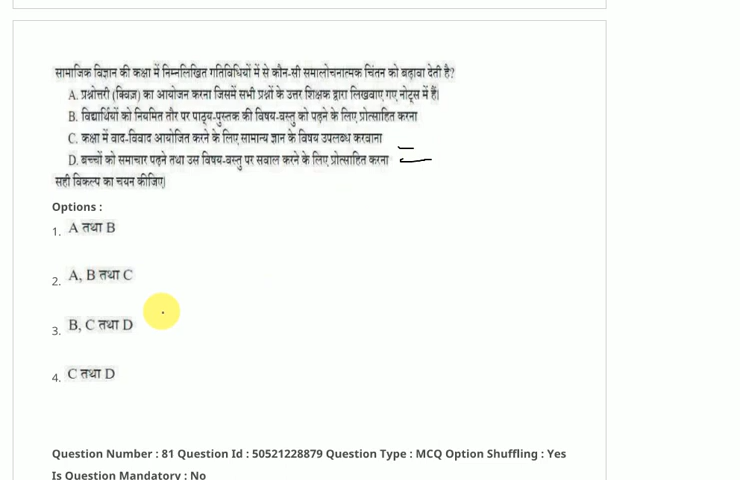 सामाजिक विज्ञान की कक्षा में निम्नलिखित गतिविधियों में से कौन-सी समालोचनात्मक चिंतन को बढ़ावा देती है?
A. प्रश्नोत्तरी (क्विज़) का आयोजन करना जिसमें सभी प्रश्नों के उत्तर शिक्षक द्वारा लिखवाए गए नोट्स में हैं।
B. विद्यार्थियों को नियमित तौर पर पाठ्य-पुस्तक की विषय-वस्तु को पढ़ने के लिए प्रोत्साहित करना
C. कक्षा में वाद-विवाद आयोजित करने के लिए सामान्य ज्ञान के विषय उपलब्ध करवाना
D. बच्चों को समाचार पढ़ने तथा उस विषय-वस्तु पर सवाल करने के लिए प्रोत्साहित करना
सही विकल्प का चयन कीजिए।
Options :
1. A तथा B
2. A, B तथा C
3. B, C तथा D
4. C तथा D
Question Number : 81 Question Id : 50521228879 Question Type : MCQ Option Shuffling : Yes
Is Question Mandatory : No